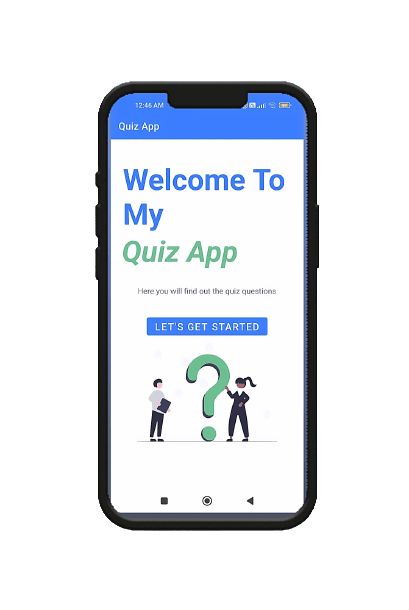 12:46 AM
Quiz App
Welcome To
My
Quiz App
Here you will find out the quiz questions
LET'S GET STARTED